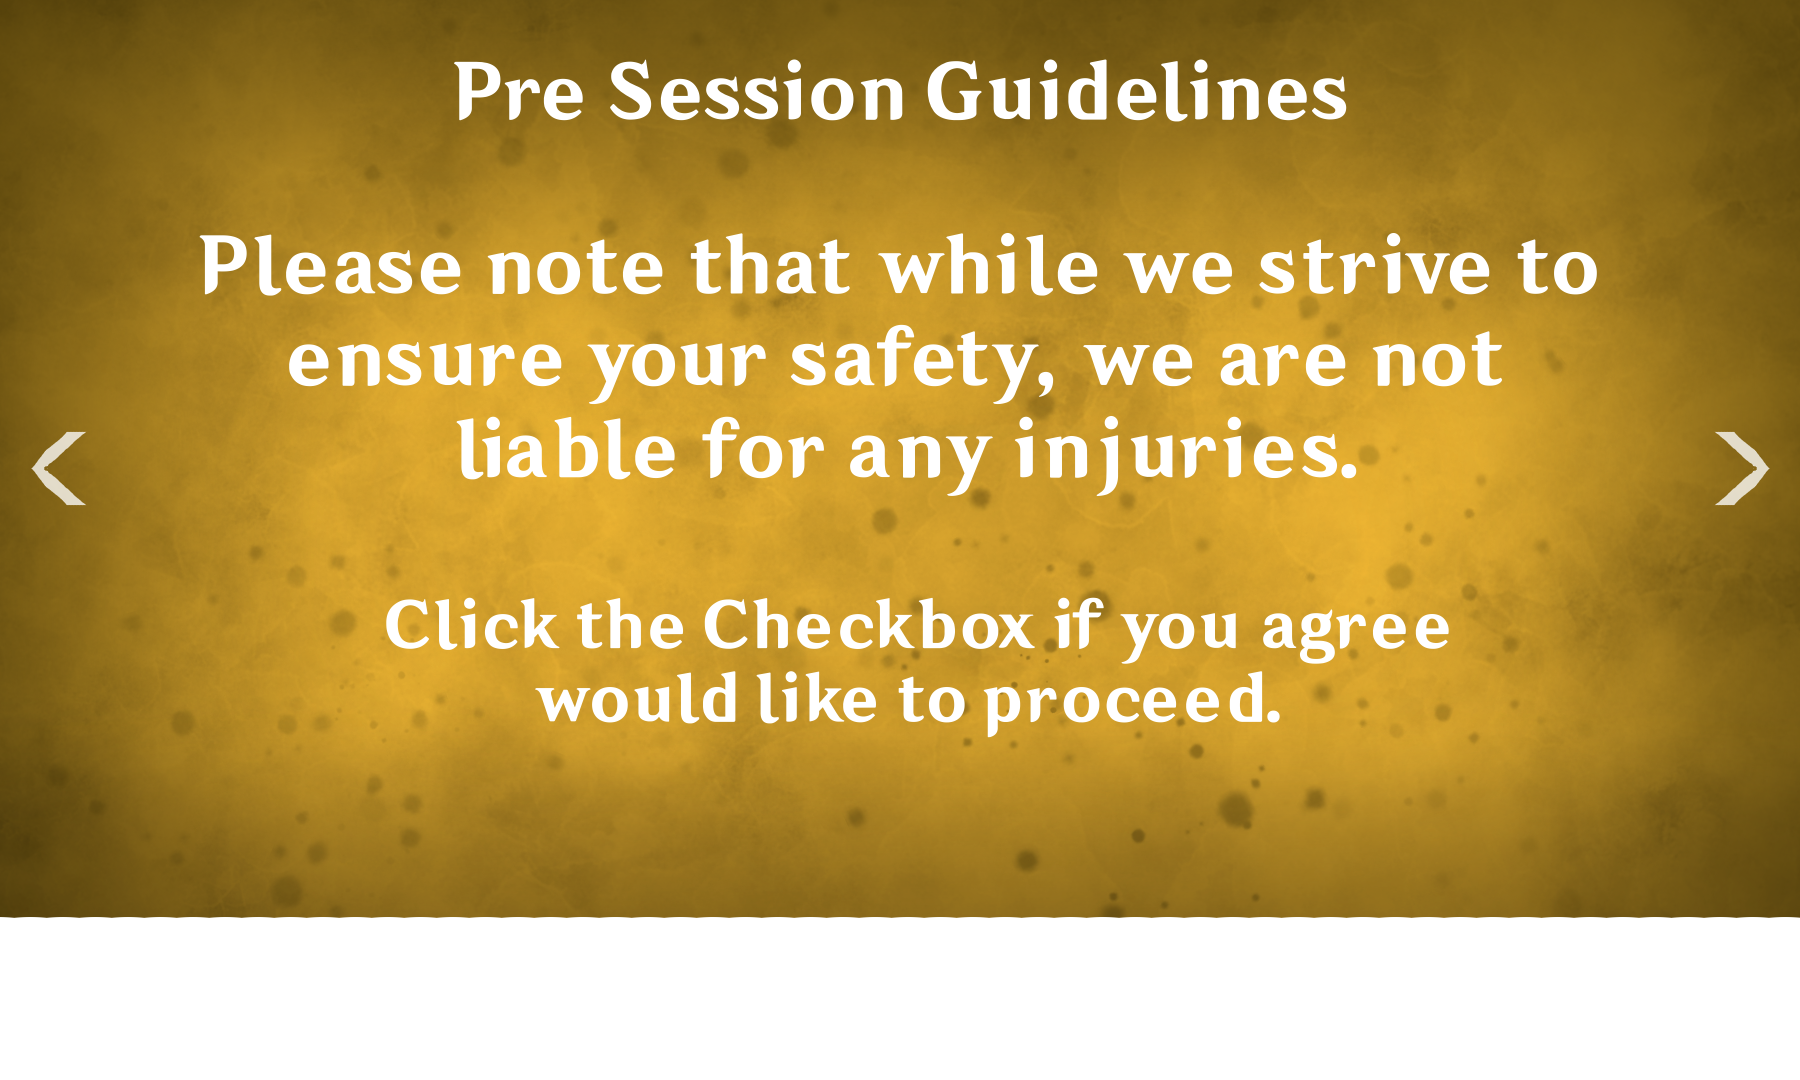 Pre Session Guidelines
Please note that while we strive to
ensure your safety, we are not
liable for any injuries.
Click the Checkbox if you agree
would like to proceed.